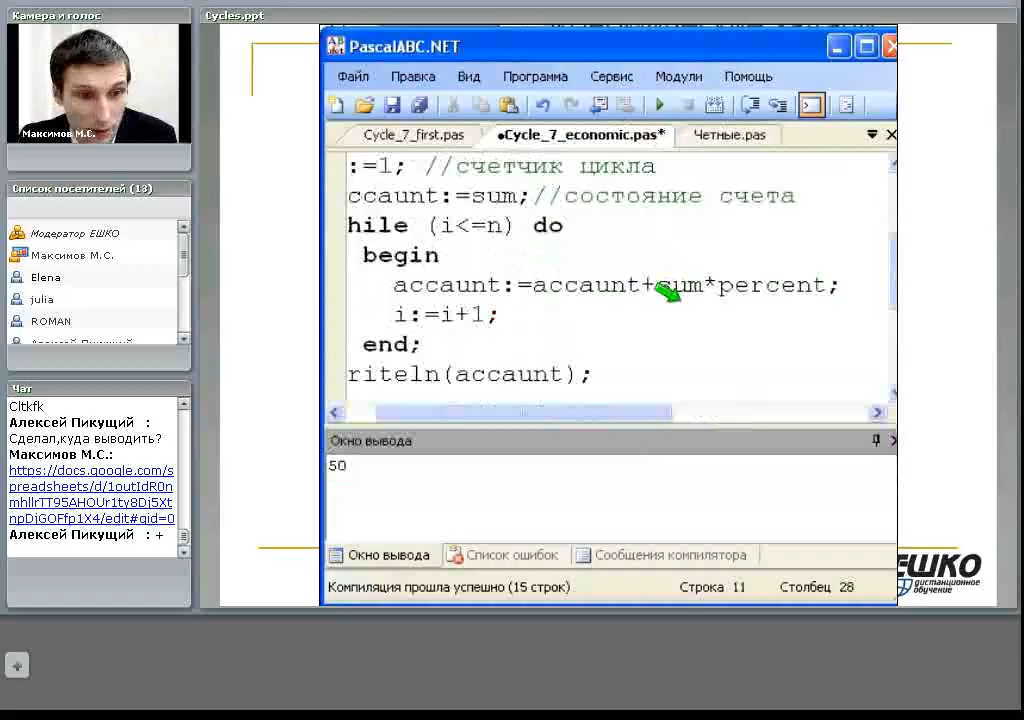 Камера и голос
Максимов М.С.
Список посетителей (13)
Модератор ЕШКО
Максимов М.С.
Elena
julia
ROMAN
Алексей Пикущий
Чат
Cltkfk
Алексей Пикущий :
Сделал,куда выводить?
Максимов М.С.:
https://docs.google.com/s
preadsheets/d/1outIdR0n
mhllrTT95AHOUr1ty8Dj5Xt
npDjGOFfp1X4/edit#gid=0
Алексей Пикущий : +
Cycles.ppt
PascalABC.NET
Файл Правка Вид Программа Сервис Модули Помощь
Cycle_7_first.pas •Cycle_7_economic.pas* Четные.pas
:=1; //счетчик цикла
ccaunt:=sum;//состояние счета
hile (i<=n) do
begin
accaunt:=accaunt+sum*percent;
i:=i+1;
end;
riteln(accaunt);
Окно вывода
50
Окно вывода Список ошибок Сообщения компилятора
Компиляция прошла успешно (15 строк) Строка 11 Столбец 28
ЕШКО
дистанционное
обучение